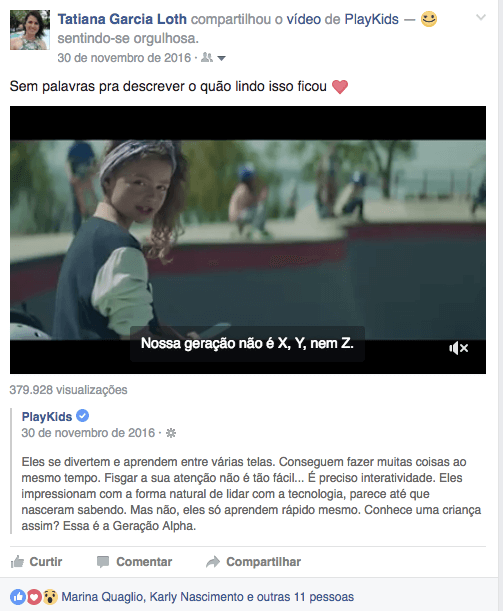 Tatiana Garcia Loth compartilhou o vídeo de PlayKids —
sentindo-se orgulhosa.
30 de novembro de 2016 ·
Sem palavras pra descrever o quão lindo isso ficou
Nossa geração não é X, Y, nem Z.
379.928 visualizações
PlayKids
30 de novembro de 2016 ·
Eles se divertem e aprendem entre várias telas. Conseguem fazer muitas coisas ao
mesmo tempo. Fisgar a sua atenção não é tão fácil... É preciso interatividade. Eles
impressionam com a forma natural de lidar com a tecnologia, parece até que
nasceram sabendo. Mas não, eles só aprendem rápido mesmo. Conhece uma criança
assim? Essa é a Geração Alpha.
Curtir Comentar Compartilhar
Marina Quaglio, Karly Nascimento e outras 11 pessoas